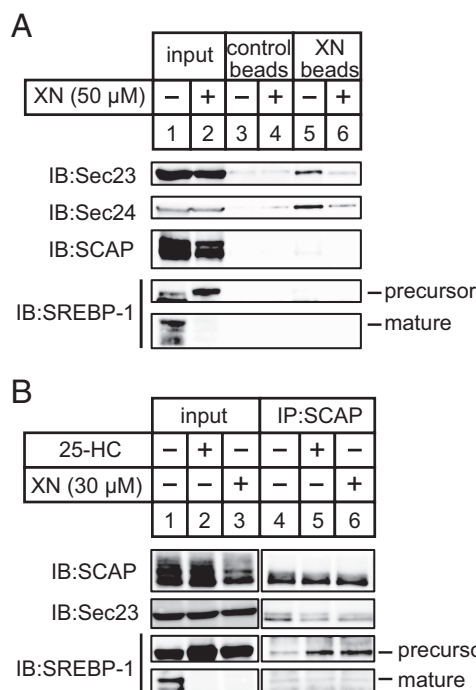 A
input control beads XN beads
XN (50 µM) – + – + – +
1 2 3 4 5 6
IB:Sec23
IB:Sec24
IB:SCAP
IB:SREBP-1 – precursor
– mature
B
input IP:SCAP
25-HC – + – – + –
XN (30 µM) – – + – – +
1 2 3 4 5 6
IB:SCAP
IB:Sec23
IB:SREBP-1 – precurso
– mature